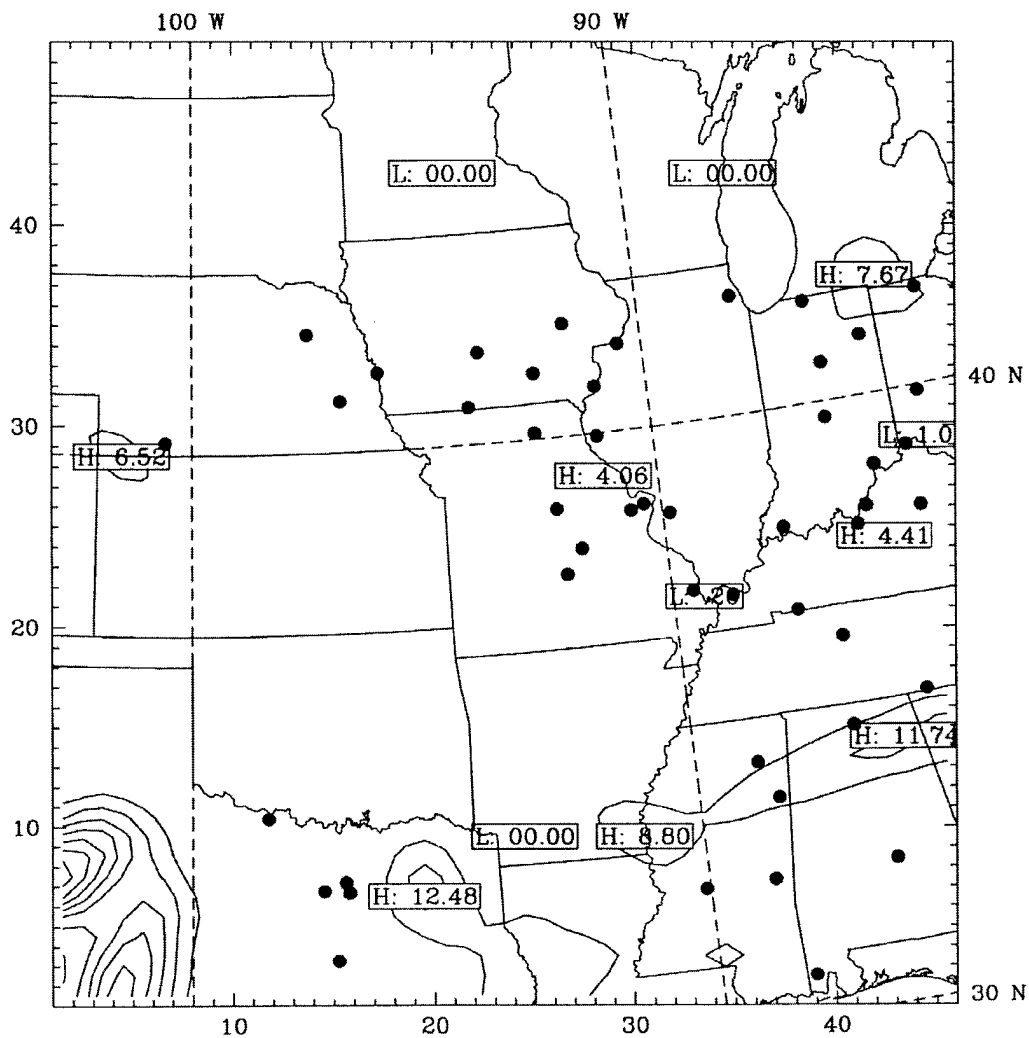 100 W 90 W
L: 00.00 L: 00.00
40
H: 7.67
40 N
30
L: 1.0
H: 6.52
H: 4.06
H: 4.41
20
H: 11.74
10
L: 00.00 H: 8.80
H: 12.48
30 N
10 20 30 40